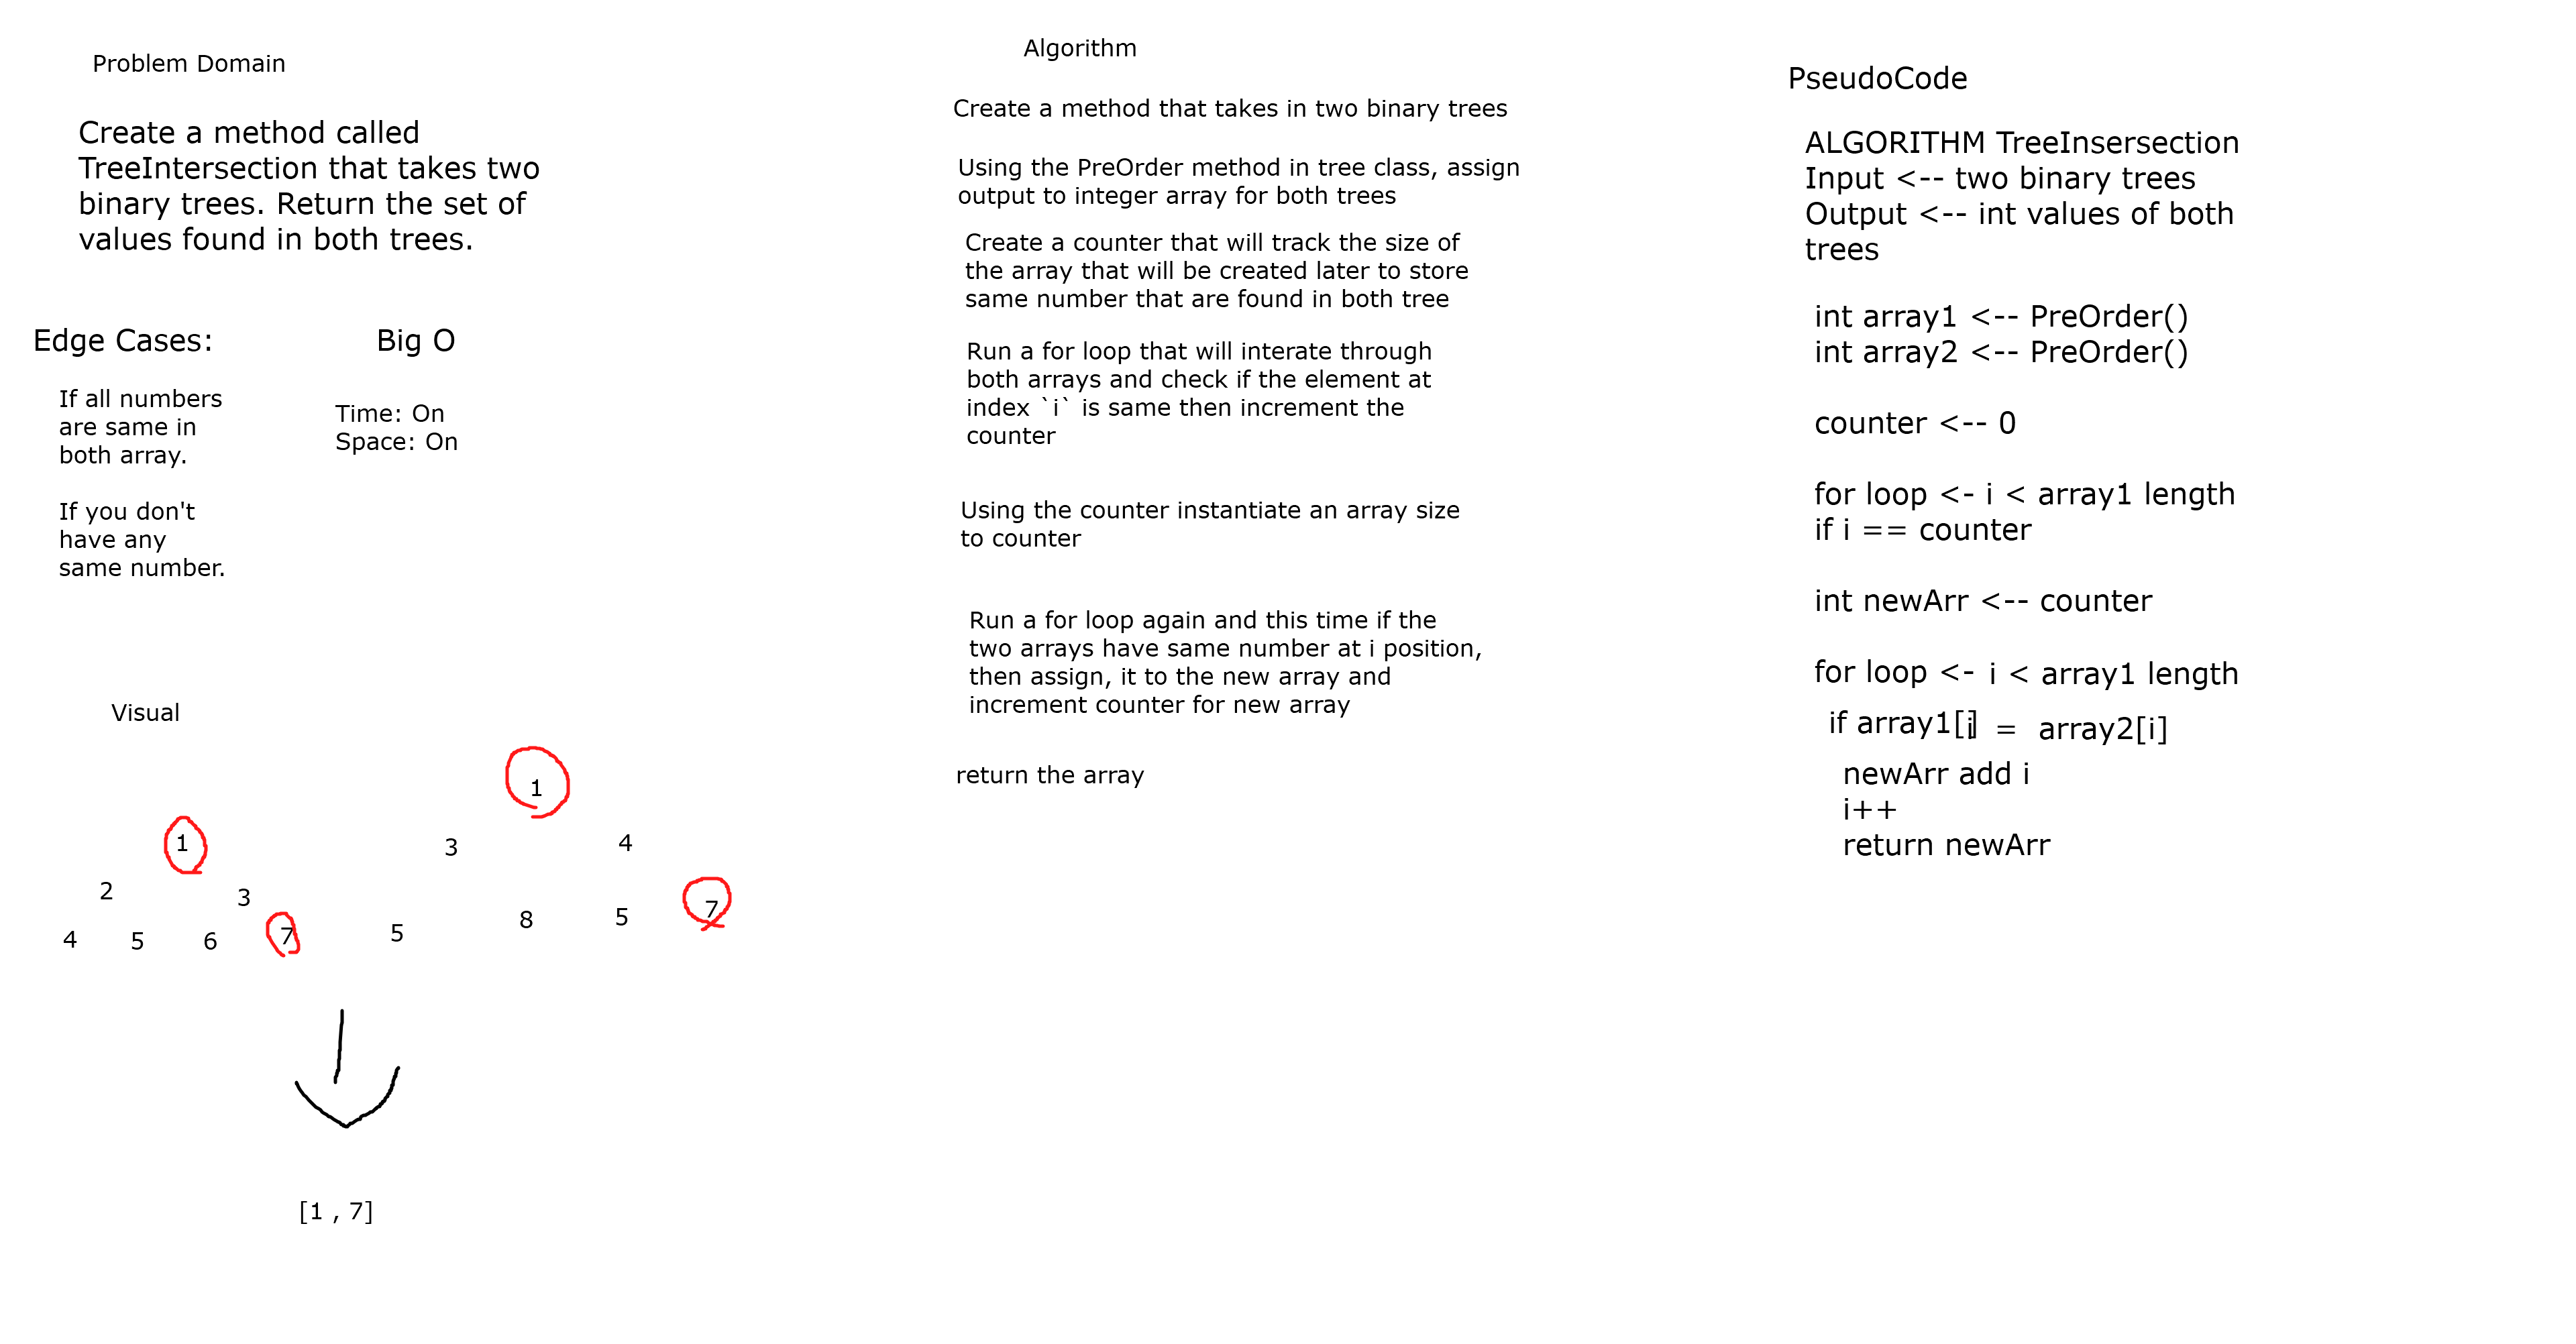 Problem Domain
Create a method called
TreeIntersection that takes two
binary trees. Return the set of
values found in both trees.
Edge Cases:
If all numbers
are same in
both array.
If you don't
have any
same number.
Big O
Time: On
Space: On
Visual
1
2 3
4 5 6 7
1
3 4
5 8 5 7
[1 , 7]
Algorithm
Create a method that takes in two binary trees
Using the PreOrder method in tree class, assign
output to integer array for both trees
Create a counter that will track the size of
the array that will be created later to store
same number that are found in both tree
Run a for loop that will interate through
both arrays and check if the element at
index `i` is same then increment the
counter
Using the counter instantiate an array size
to counter
Run a for loop again and this time if the
two arrays have same number at i position,
then assign, it to the new array and
increment counter for new array
return the array
PseudoCode
ALGORITHM TreeInsersection
Input <-- two binary trees
Output <-- int values of both
trees
int array1 <-- PreOrder()
int array2 <-- PreOrder()
counter <-- 0
for loop <- i < array1 length
if i == counter
int newArr <-- counter
for loop <- i < array1 length
if array1[i] = array2[i]
newArr add i
i++
return newArr